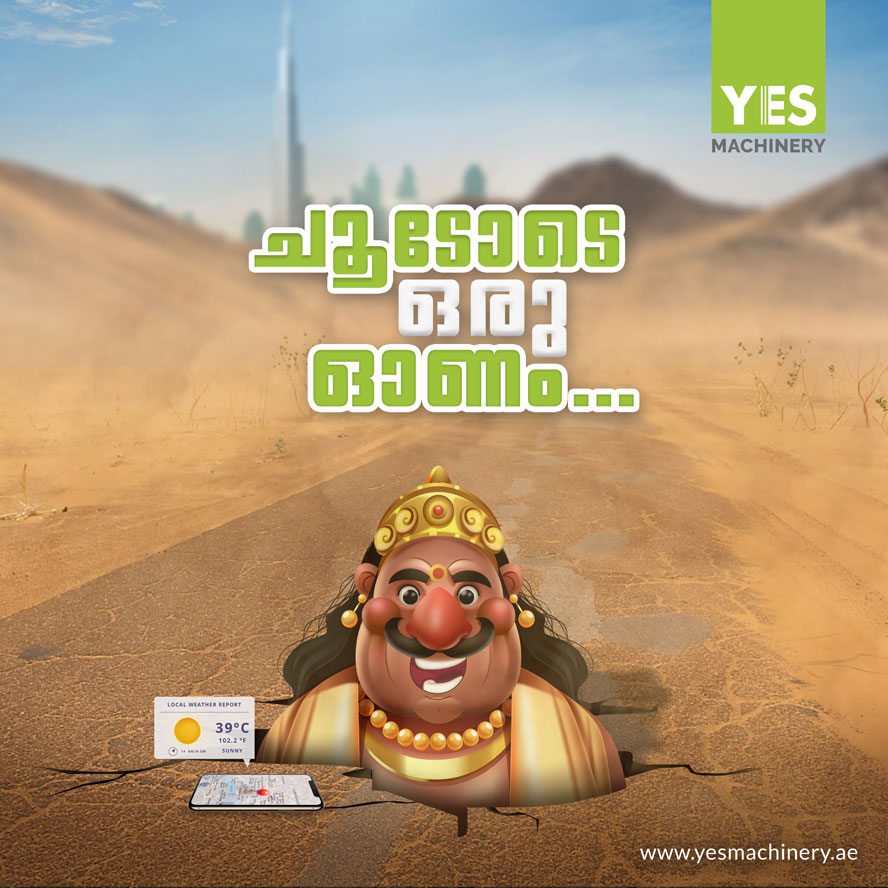 YES
MACHINERY
ചൂടോടെ
ഒരു
ഓണം...
LOCAL WEATHER REPORT
39°C
102.2 °F
SUNNY
www.yesmachinery.ae